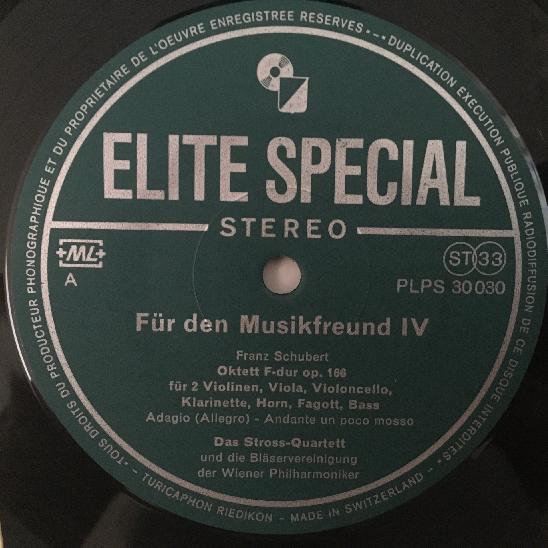 TOUS DROITS DU PRODUCTEUR PHONOGRAPHIQUE ET DU PROPRIETAIRE DE L'OEUVRE ENREGISTREE RESERVES - DUPLICATION EXECUTION PUBLIQUE RADIODIFFUSION DE CE DISQUE INTERDITES
ELITE SPECIAL
STEREO
ML
ST 33
A
PLPS 30 030
Für den Musikfreund IV
Franz Schubert
Oktett F-dur op. 166
für 2 Violinen, Viola, Violoncello,
Klarinette, Horn, Fagott, Bass
Adagio (Allegro) - Andante un poco mosso
Das Stross-Quartett
und die Bläservereinigung
der Wiener Philharmoniker
TURICAPHON RIEDIKON - MADE IN SWITZERLAND